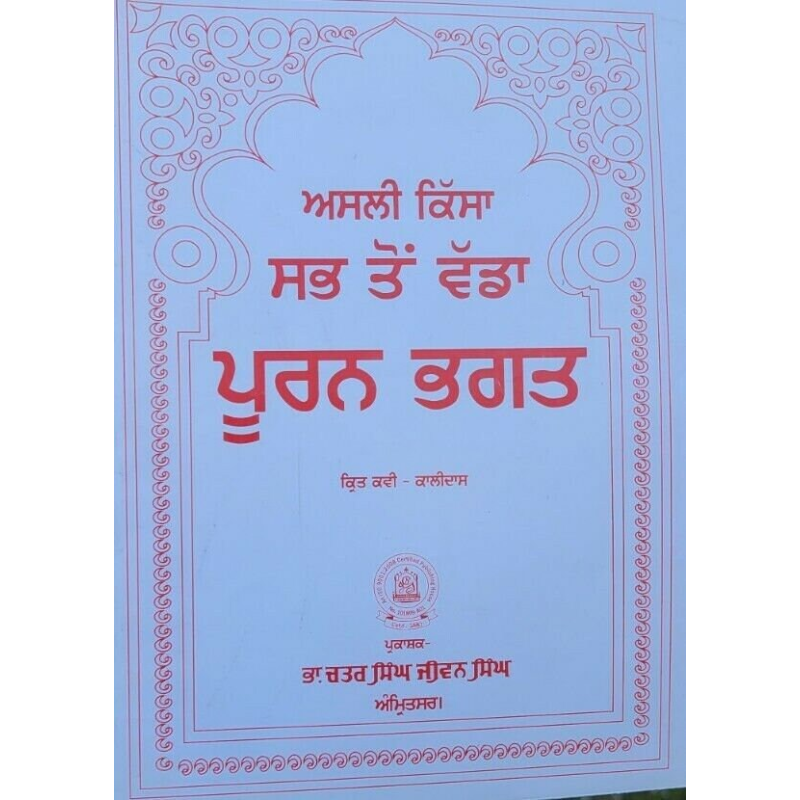 ਅਸਲੀ ਕਿੱਸਾ
ਸਭ ਤੋਂ ਵੱਡਾ
ਪੂਰਨ ਭਗਤ
ਕ੍ਰਿਤ ਕਵੀ - ਕਾਲੀਦਾਸ
ਪ੍ਰਕਾਸ਼ਕ-
ਭਾ. ਚਤਰ ਸਿੰਘ ਜੀਵਨ ਸਿੰਘ
ਅੰਮ੍ਰਿਤਸਰ।